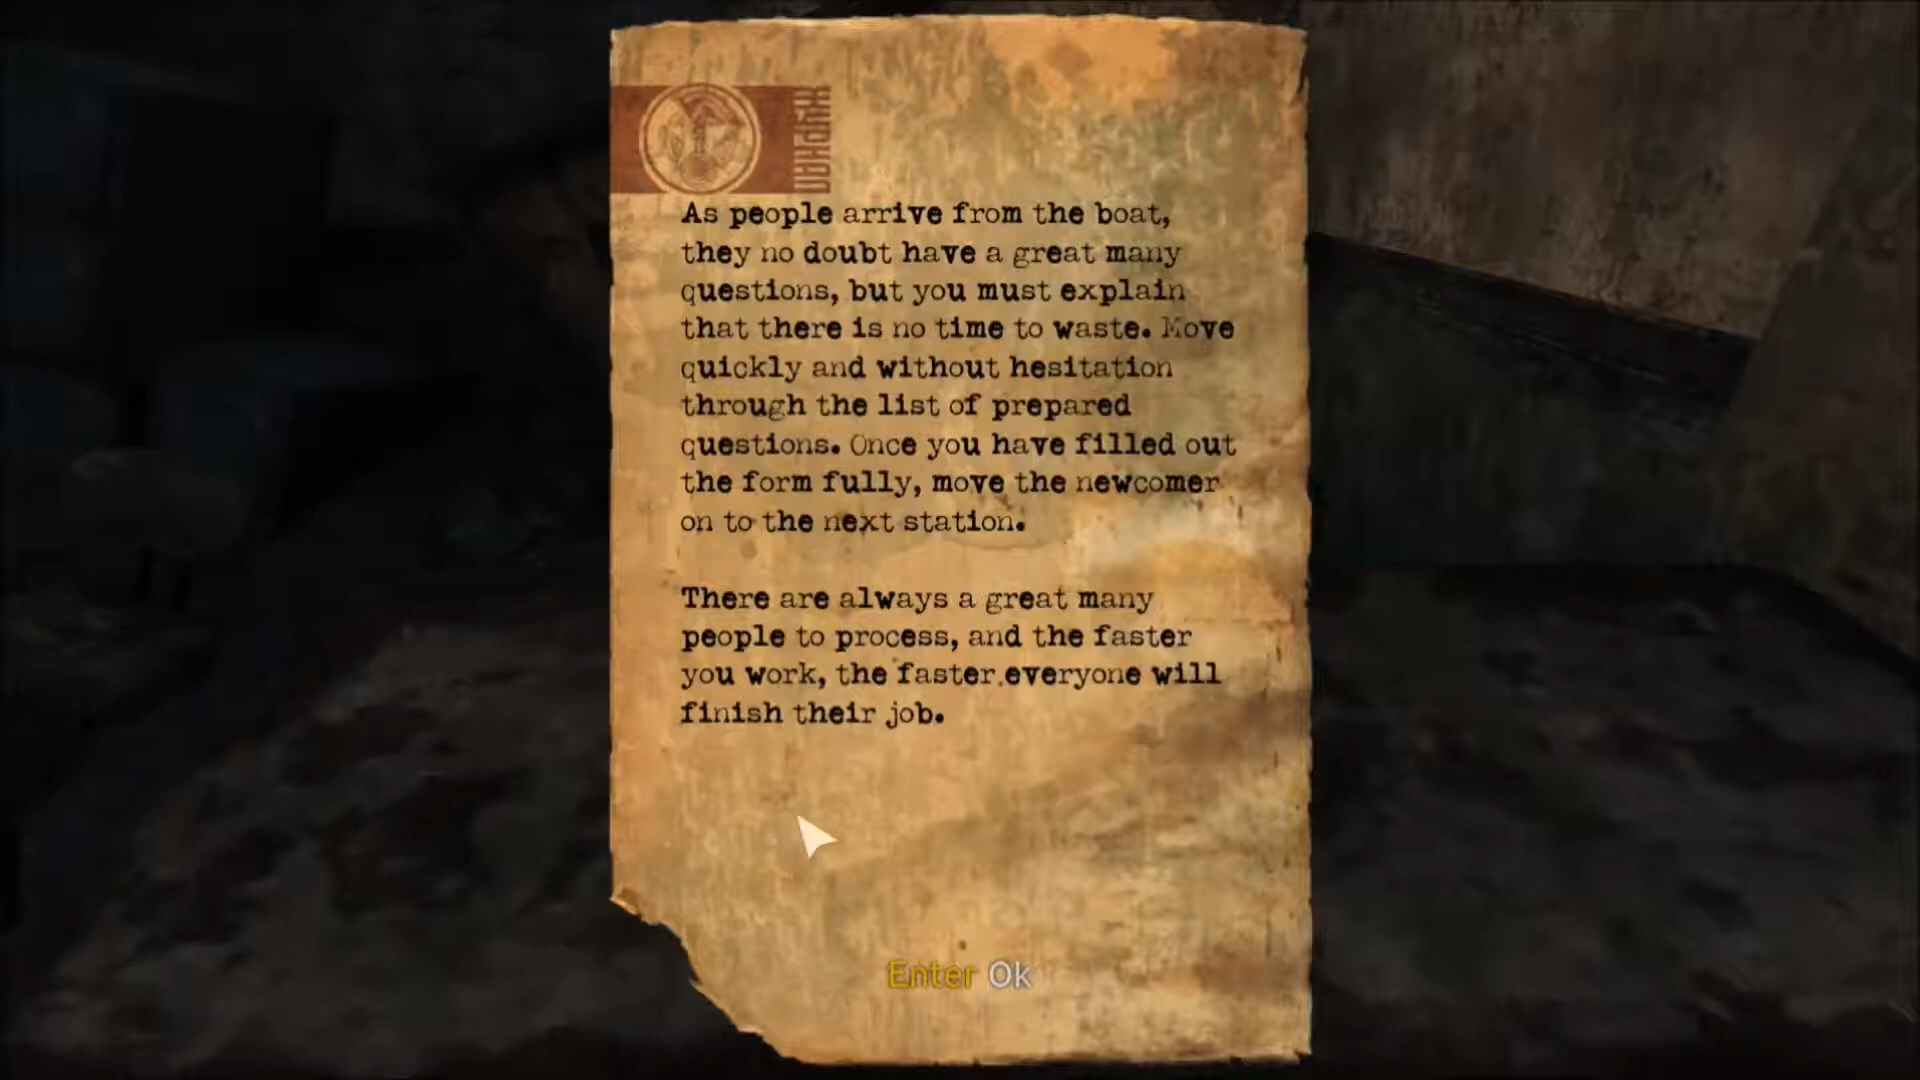 As people arrive from the boat,
they no doubt have a great many
questions, but you must explain
that there is no time to waste. Move
quickly and without hesitation
through the list of prepared
questions. Once you have filled out
the form fully, move the newcomer
on to the next station.
There are always a great many
people to process, and the faster
you work, the faster everyone will
finish their job.
Enter Ok